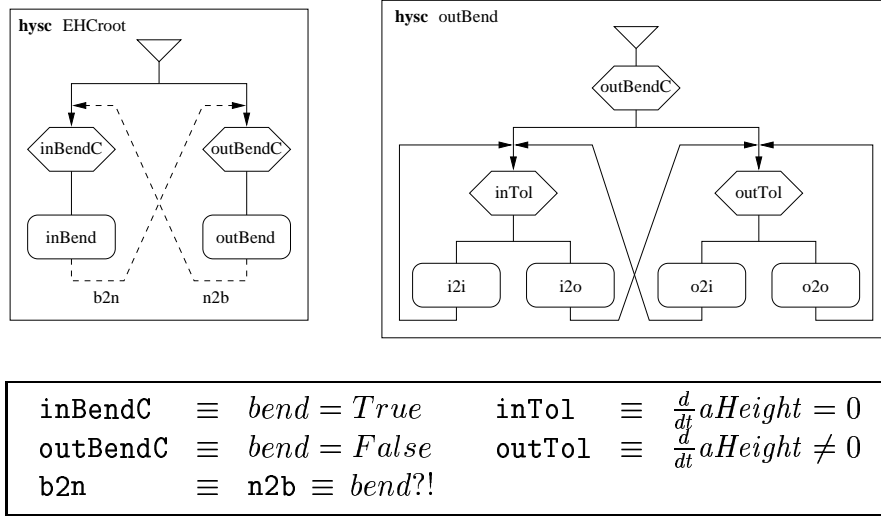 hysc EHCroot
inBendC
outBendC
inBend
outBend
b2n
n2b
hysc outBend
outBendC
inTol
outTol
i2i
i2o
o2i
o2o
inBendC ≡ bend = True inTol ≡ d/dt aHeight = 0
outBendC ≡ bend = False outTol ≡ d/dt aHeight ≠ 0
b2n ≡ n2b ≡ bend?!